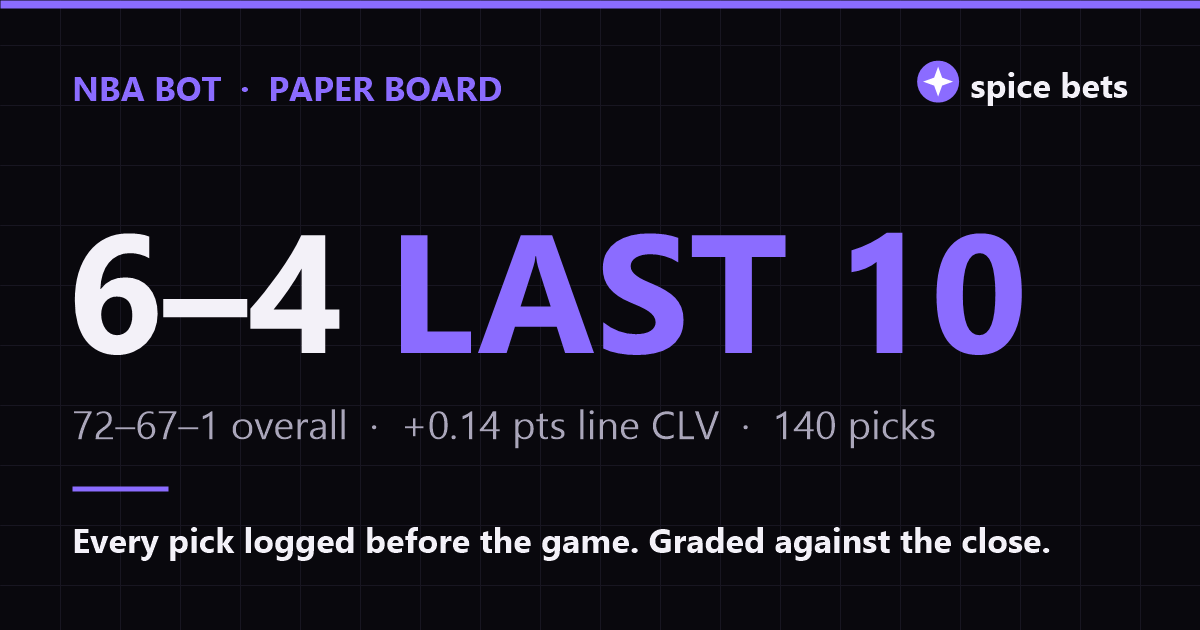 NBA BOT · PAPER BOARD
spice bets
6–4 LAST 10
72–67–1 overall · +0.14 pts line CLV · 140 picks
Every pick logged before the game. Graded against the close.